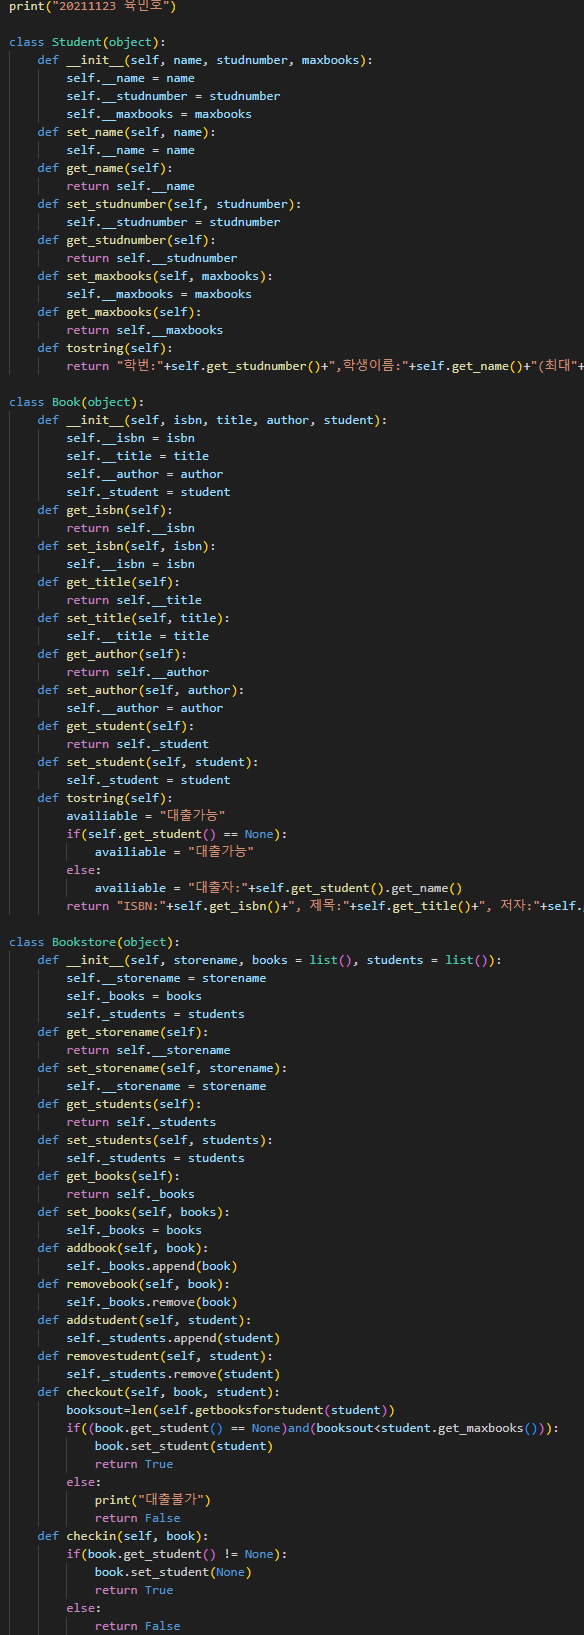 print("20211123 육민호")
class Student(object):
    def __init__(self, name, studnumber, maxbooks):
        self.__name = name
        self.__studnumber = studnumber
        self.__maxbooks = maxbooks
    def set_name(self, name):
        self.__name = name
    def get_name(self):
        return self.__name
    def set_studnumber(self, studnumber):
        self.__studnumber = studnumber
    def get_studnumber(self):
        return self.__studnumber
    def set_maxbooks(self, maxbooks):
        self.__maxbooks = maxbooks
    def get_maxbooks(self):
        return self.__maxbooks
    def tostring(self):
        return "학번:"+self.get_studnumber()+",학생이름:"+self.get_name()+"(최대"+
class Book(object):
    def __init__(self, isbn, title, author, student):
        self.__isbn = isbn
        self.__title = title
        self.__author = author
        self._student = student
    def get_isbn(self):
        return self.__isbn
    def set_isbn(self, isbn):
        self.__isbn = isbn
    def get_title(self):
        return self.__title
    def set_title(self, title):
        self.__title = title
    def get_author(self):
        return self.__author
    def set_author(self, author):
        self.__author = author
    def get_student(self):
        return self._student
    def set_student(self, student):
        self._student = student
    def tostring(self):
        availiable = "대출가능"
        if(self.get_student() == None):
            availiable = "대출가능"
        else:
            availiable = "대출자:"+self.get_student().get_name()
        return "ISBN:"+self.get_isbn()+", 제목:"+self.get_title()+", 저자:"+self.
class Bookstore(object):
    def __init__(self, storename, books = list(), students = list()):
        self.__storename = storename
        self._books = books
        self._students = students
    def get_storename(self):
        return self.__storename
    def set_storename(self, storename):
        self.__storename = storename
    def get_students(self):
        return self._students
    def set_students(self, students):
        self._students = students
    def get_books(self):
        return self._books
    def set_books(self, books):
        self._books = books
    def addbook(self, book):
        self._books.append(book)
    def removebook(self, book):
        self._books.remove(book)
    def addstudent(self, student):
        self._students.append(student)
    def removestudent(self, student):
        self._students.remove(student)
    def checkout(self, book, student):
        booksout=len(self.getbooksforstudent(student))
        if((book.get_student() == None)and(booksout<student.get_maxbooks())):
            book.set_student(student)
            return True
        else:
            print("대출불가")
            return False
    def checkin(self, book):
        if(book.get_student() != None):
            book.set_student(None)
            return True
        else:
            return False